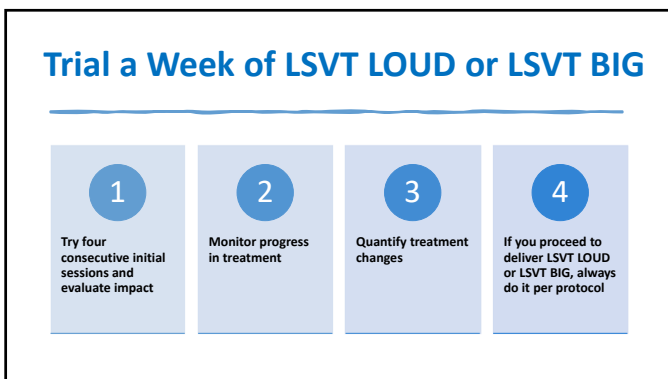 Trial a Week of LSVT LOUD or LSVT BIG
1
Try four
consecutive initial
sessions and
evaluate impact
2
Monitor progress
in treatment
3
Quantify treatment
changes
4
If you proceed to
deliver LSVT LOUD
or LSVT BIG, always
do it per protocol